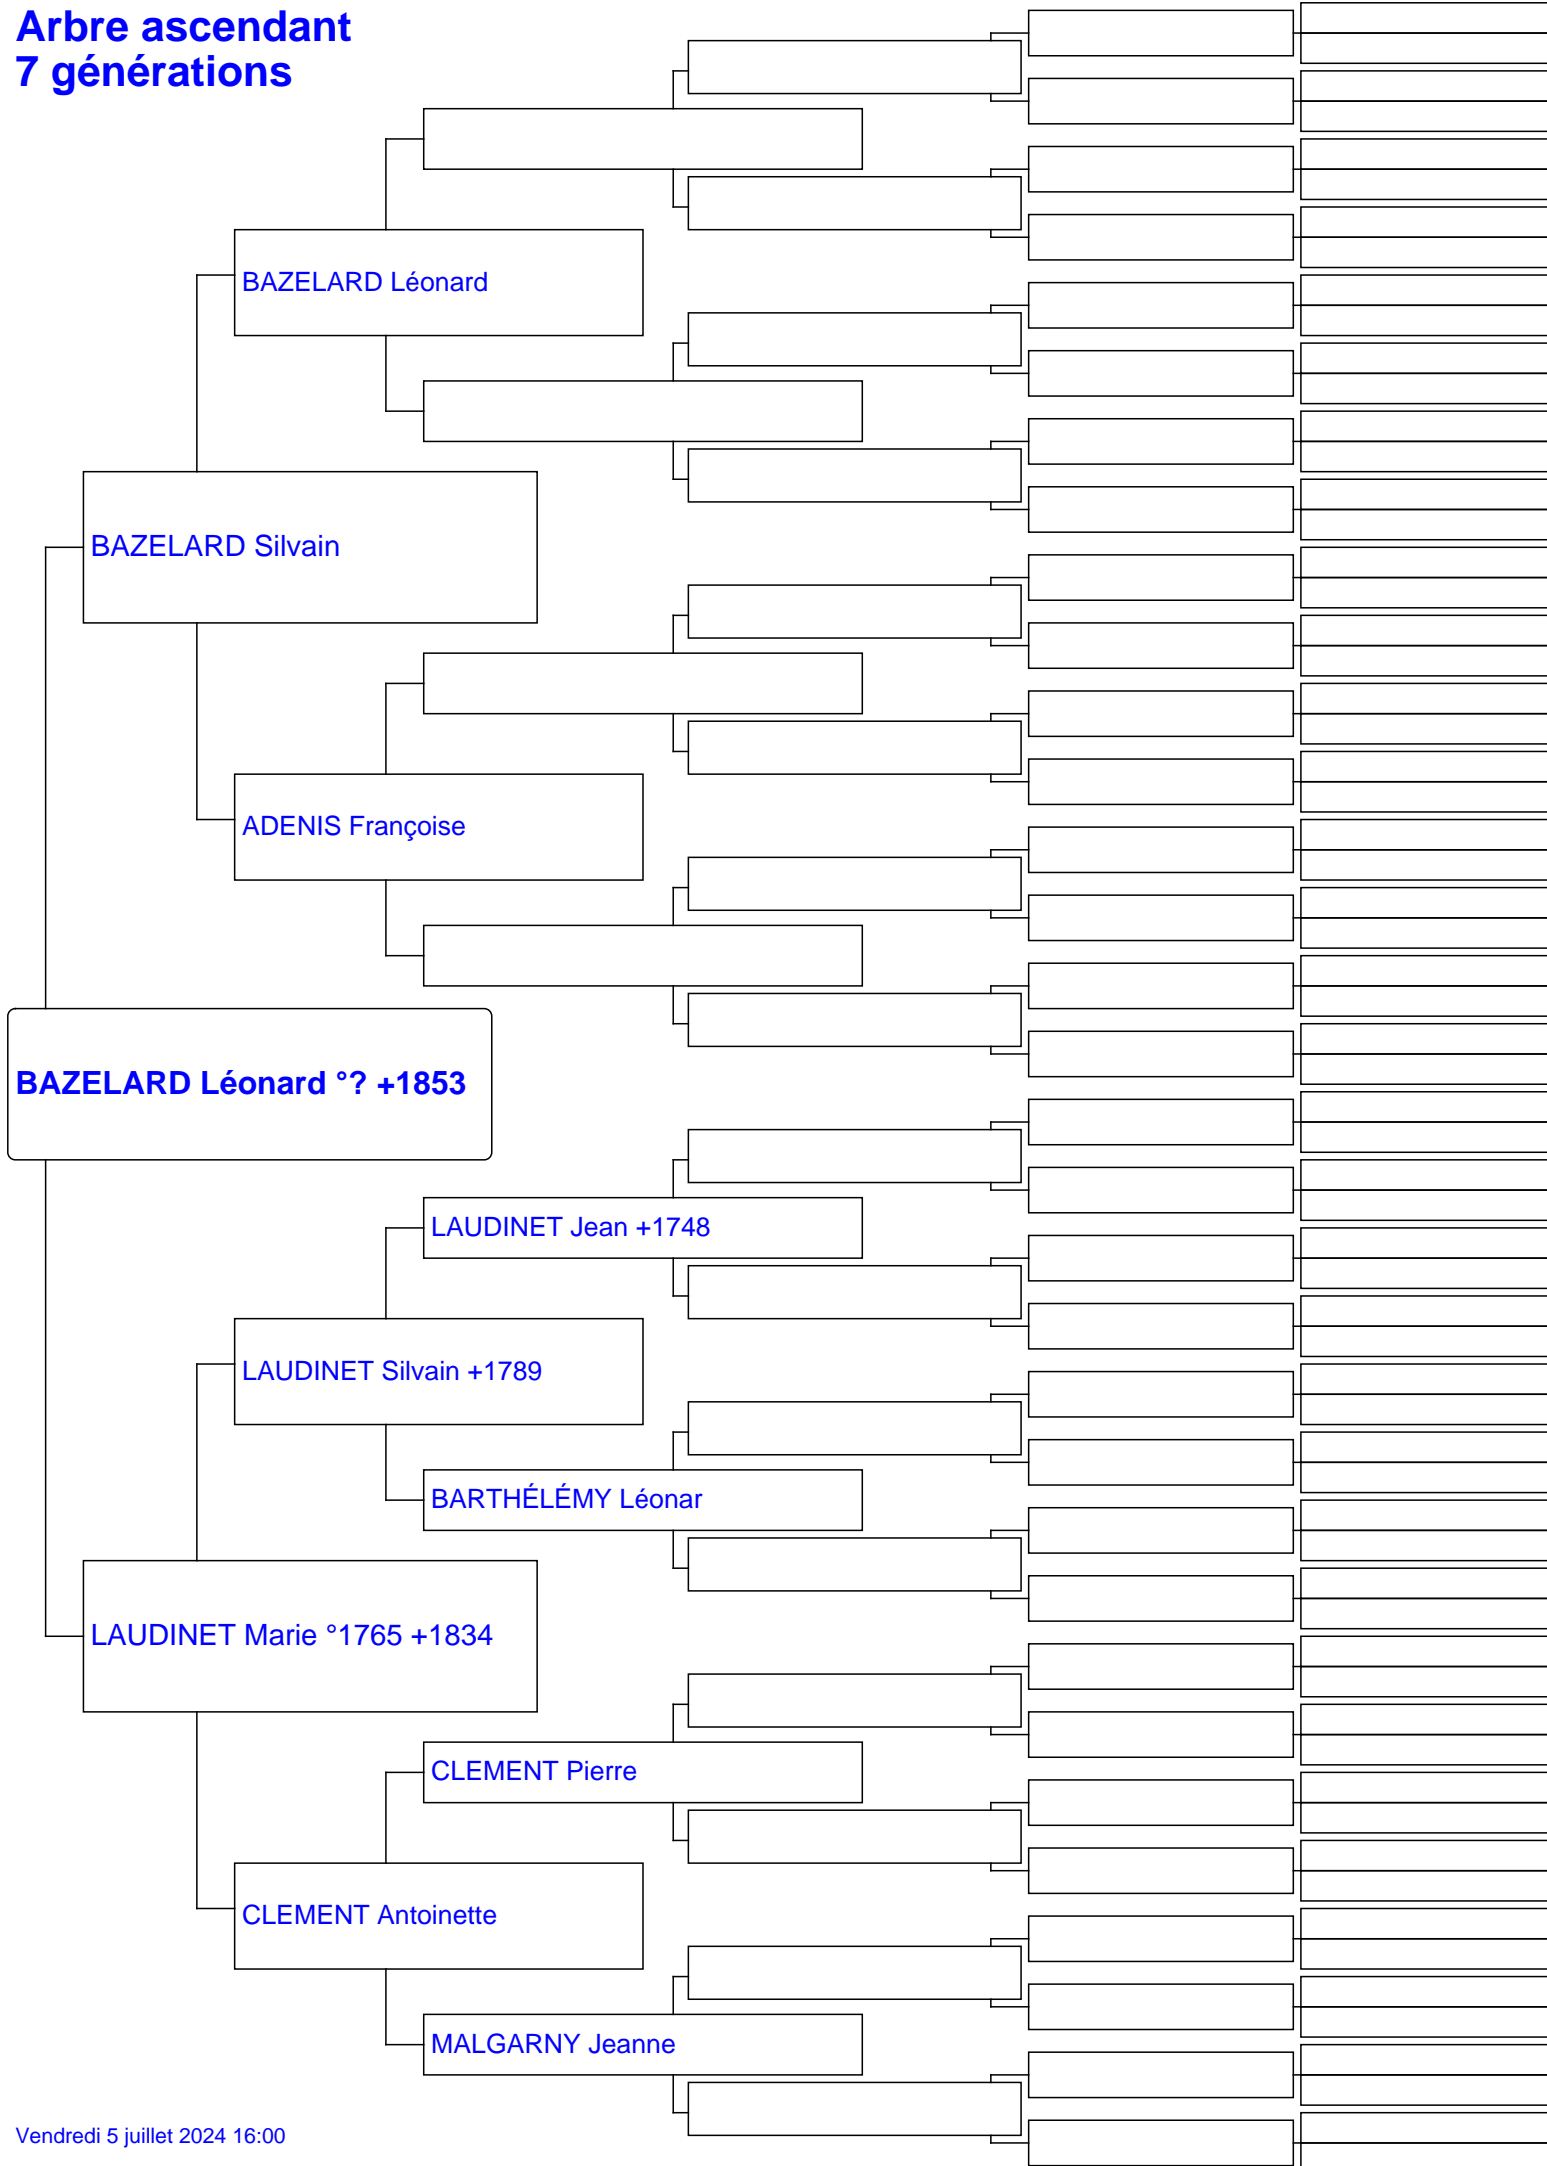 Arbre ascendant
7 générations
BAZELARD Léonard
BAZELARD Silvain
ADENIS Françoise
BAZELARD Léonard °? +1853
LAUDINET Jean +1748
LAUDINET Silvain +1789
BARTHÉLÉMY Léonar
LAUDINET Marie °1765 +1834
CLEMENT Pierre
CLEMENT Antoinette
MALGARNY Jeanne
Vendredi 5 juillet 2024 16:00